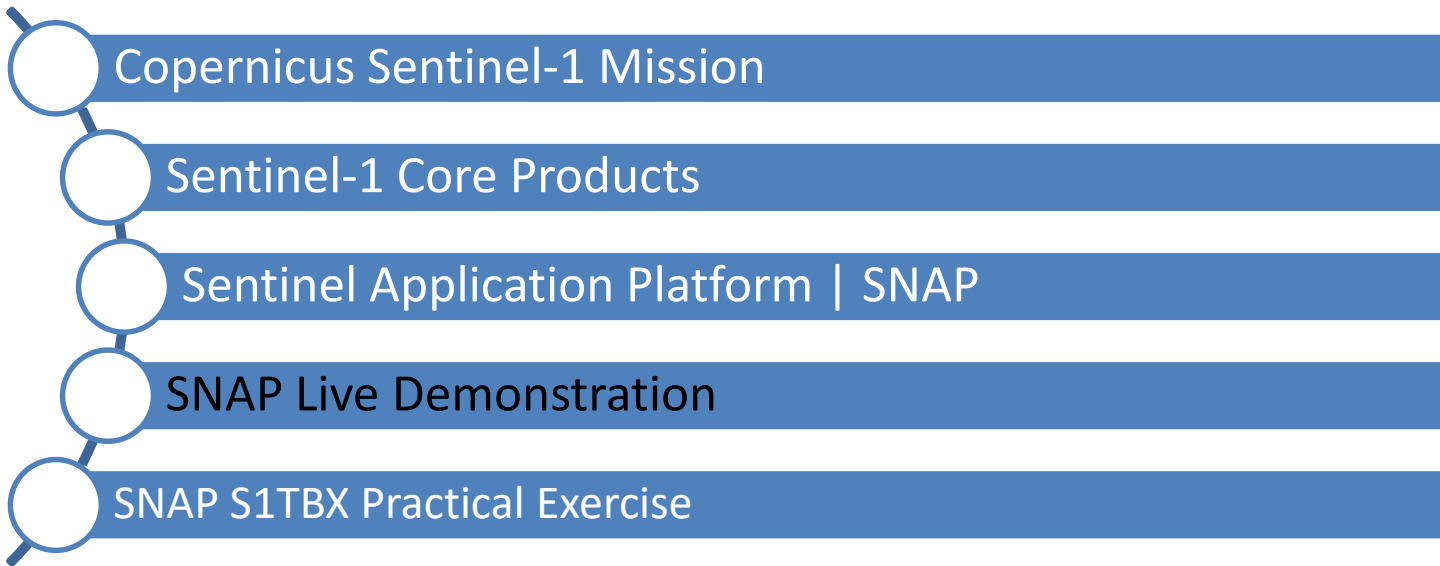 Copernicus Sentinel-1 Mission
Sentinel-1 Core Products
Sentinel Application Platform | SNAP
SNAP Live Demonstration
SNAP S1TBX Practical Exercise